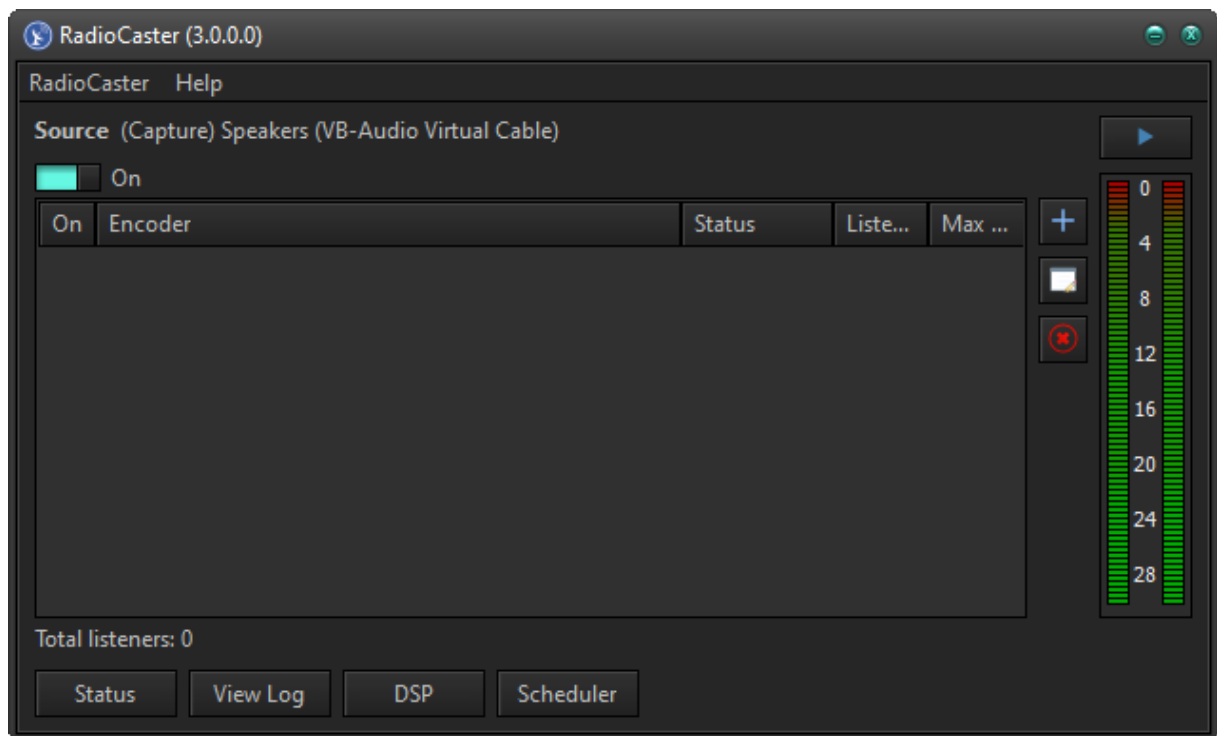 RadioCaster (3.0.0.0)
RadioCaster Help
Source (Capture) Speakers (VB-Audio Virtual Cable)
On
On Encoder Status Liste... Max ...
0
4
8
12
16
20
24
28
Total listeners: 0
Status View Log DSP Scheduler